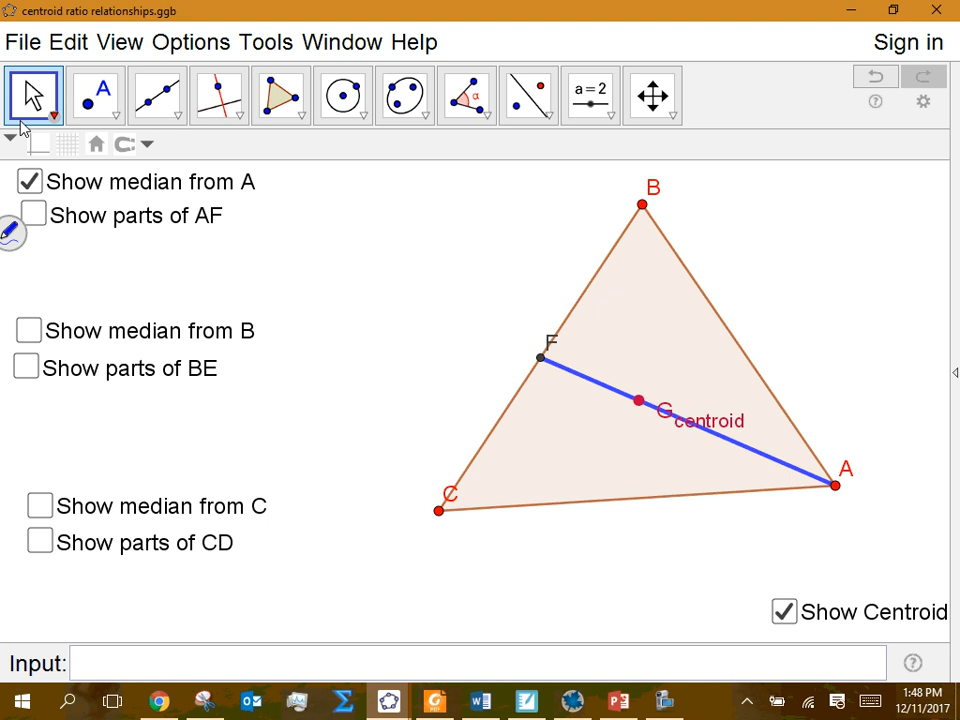 centroid ratio relationships.ggb
File Edit View Options Tools Window Help
Sign in
A
α
a=2
Show median from A
Show parts of AF
B
F
G centroid
A
C
Show median from B
Show parts of BE
Show median from C
Show parts of CD
Show Centroid
Input:
1:48 PM
12/11/2017